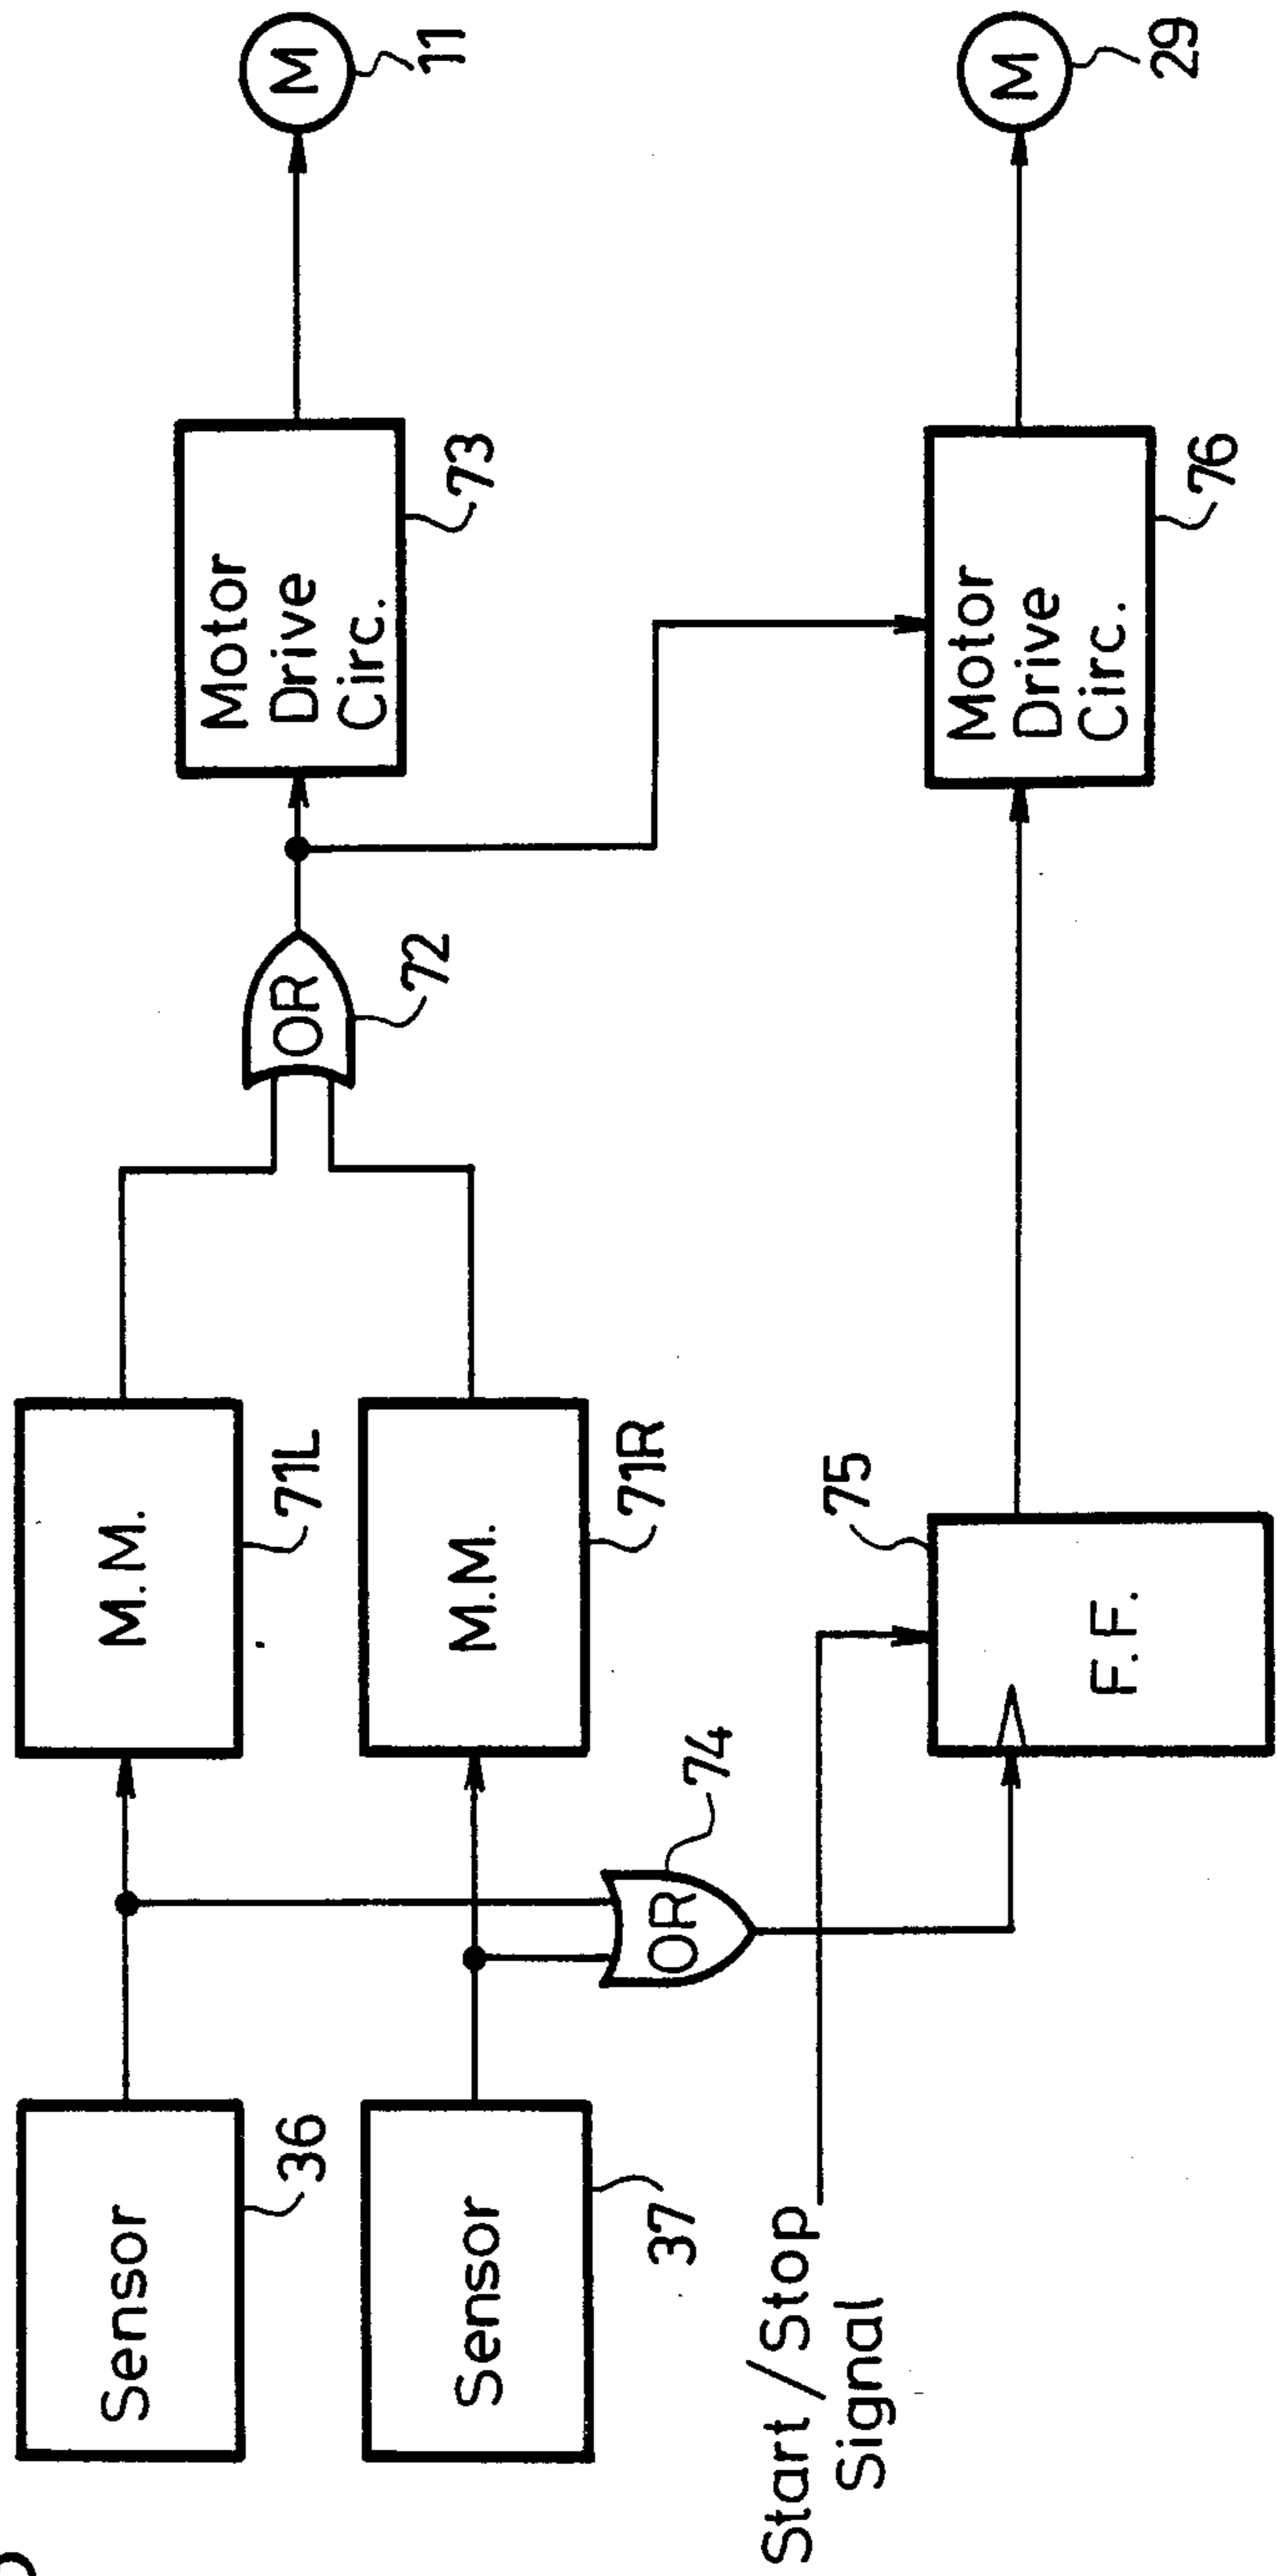 Sensor
36
M.M.
71L
OR
72
Motor
Drive
Circ.
73
M
11
Sensor
37
M.M.
71R
OR
74
Start/Stop
Signal
F.F.
75
Motor
Drive
Circ.
76
M
29